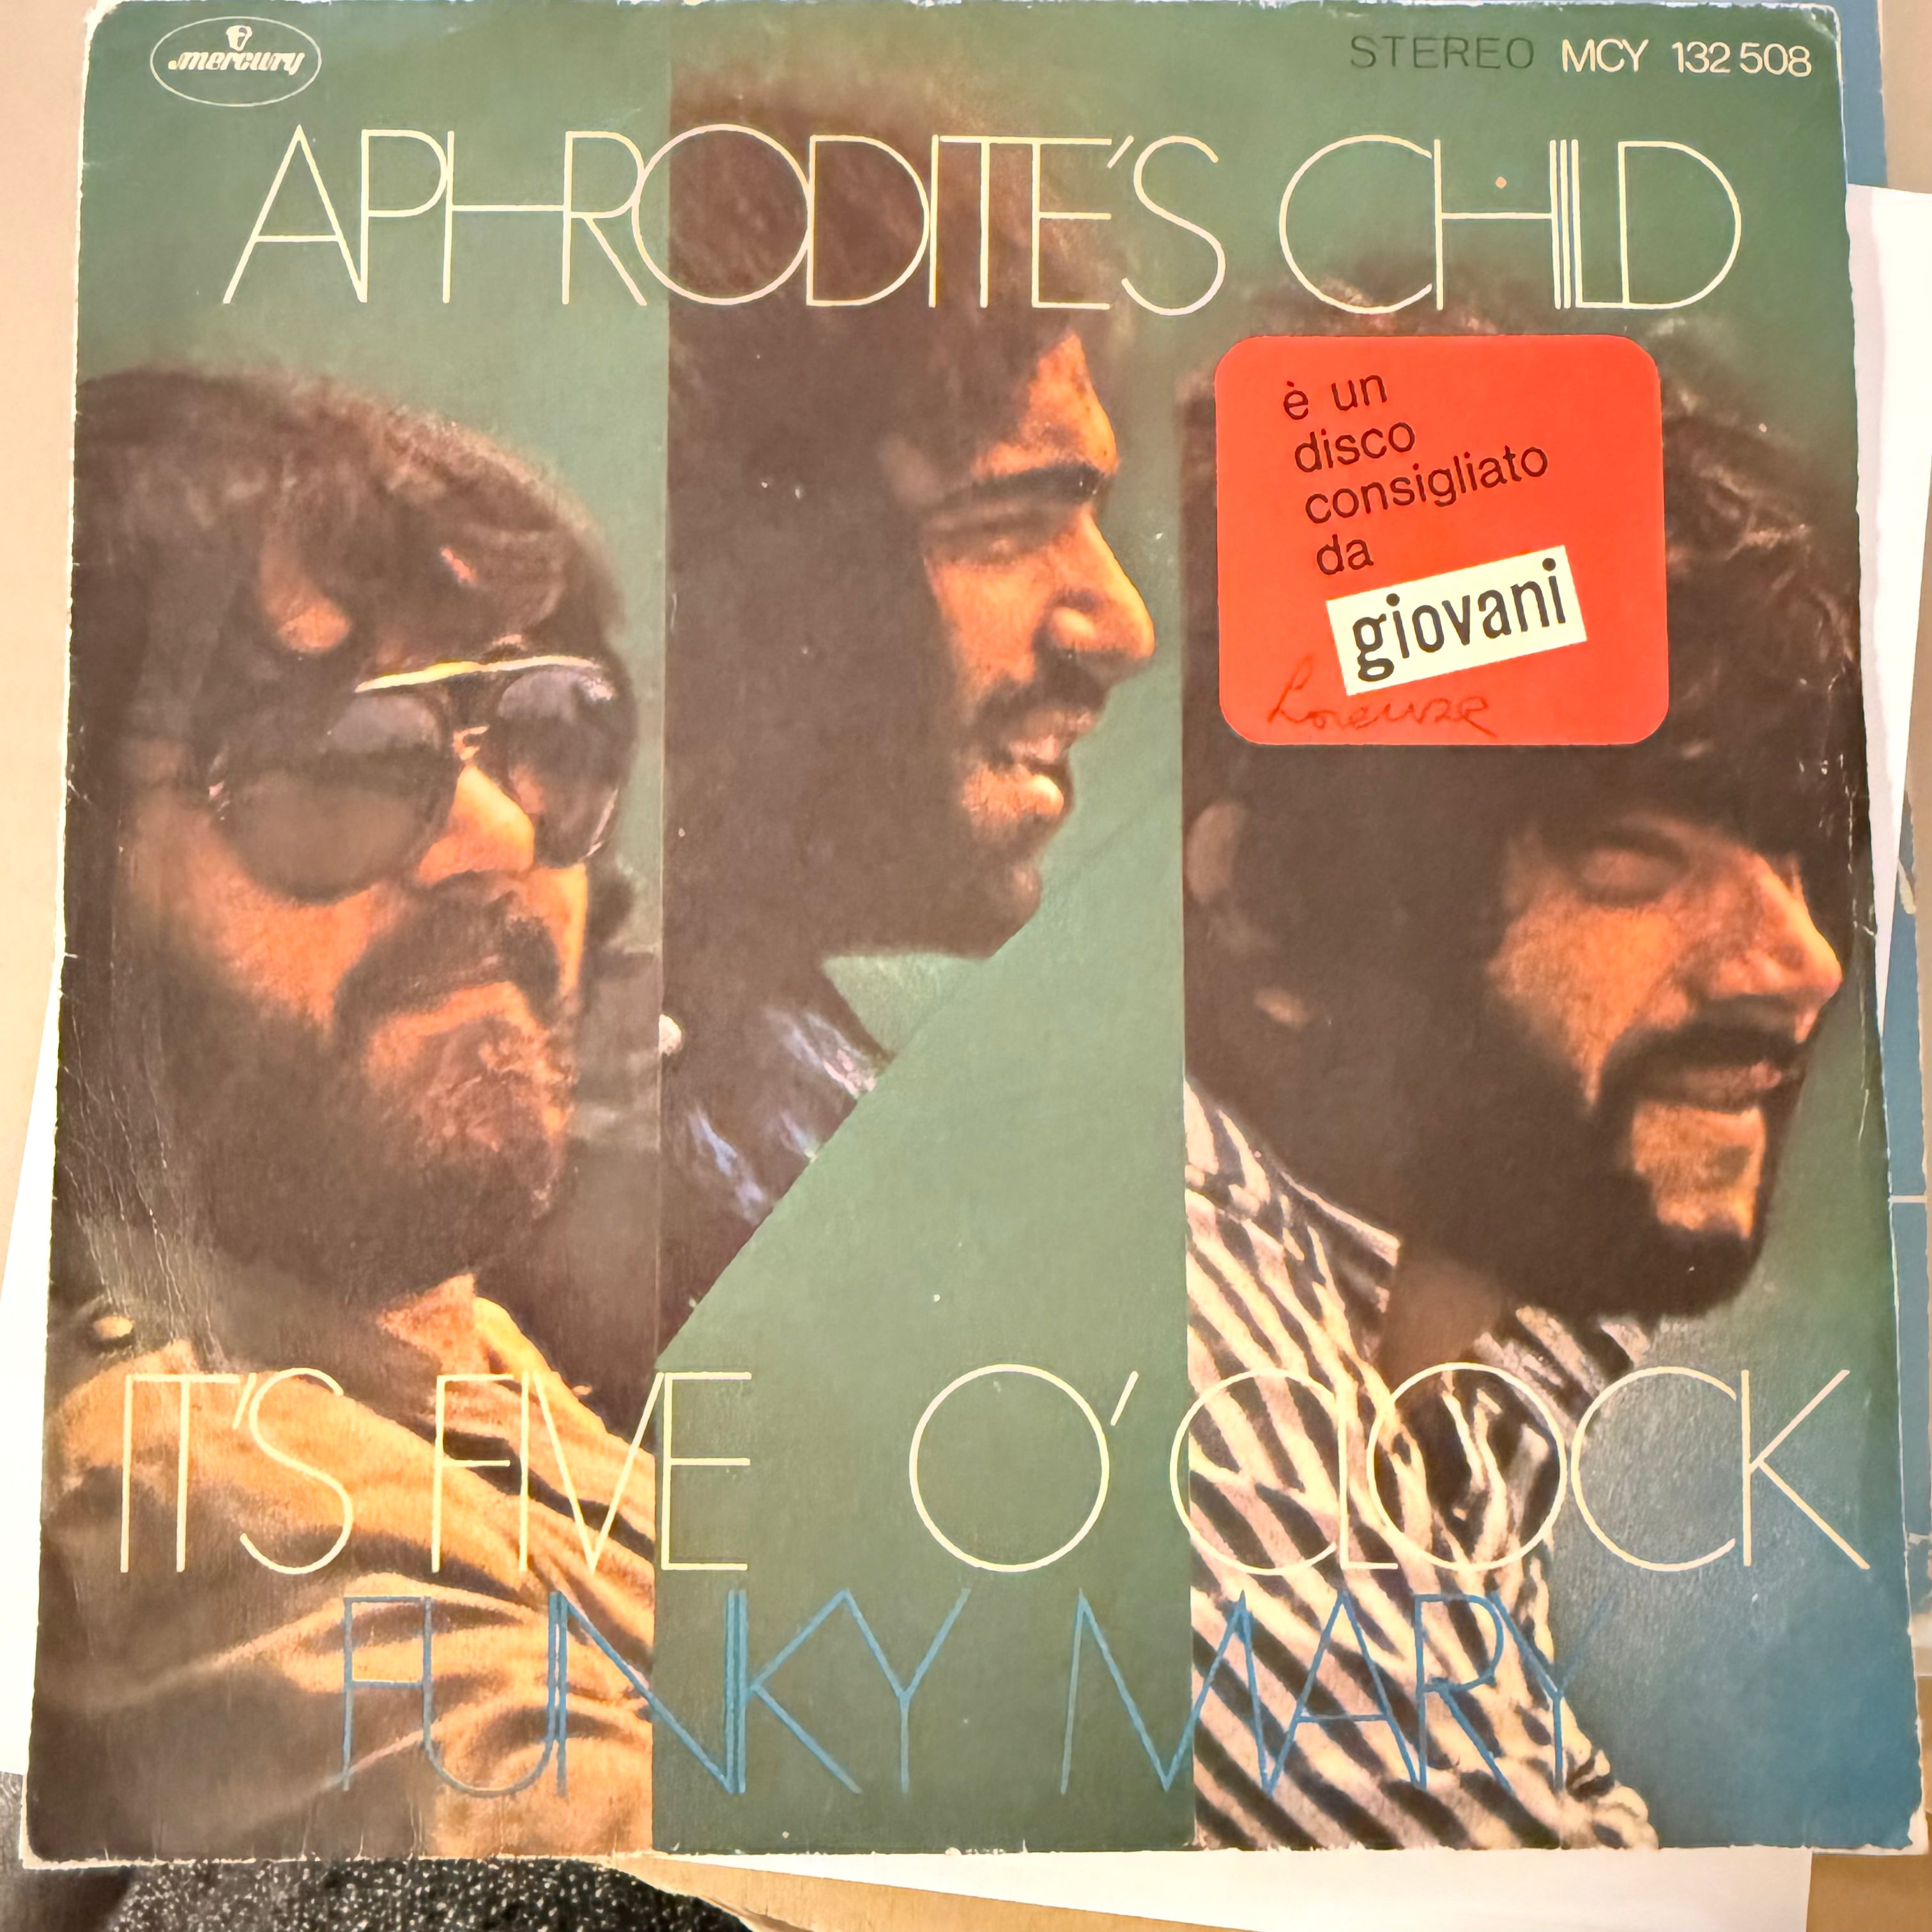 mercury
STEREO MCY 132 508
APHRODITE'S CHILD
è un
disco
consigliato
da
giovani
IT'S FIVE O'CLOCK
FUNKY MARY